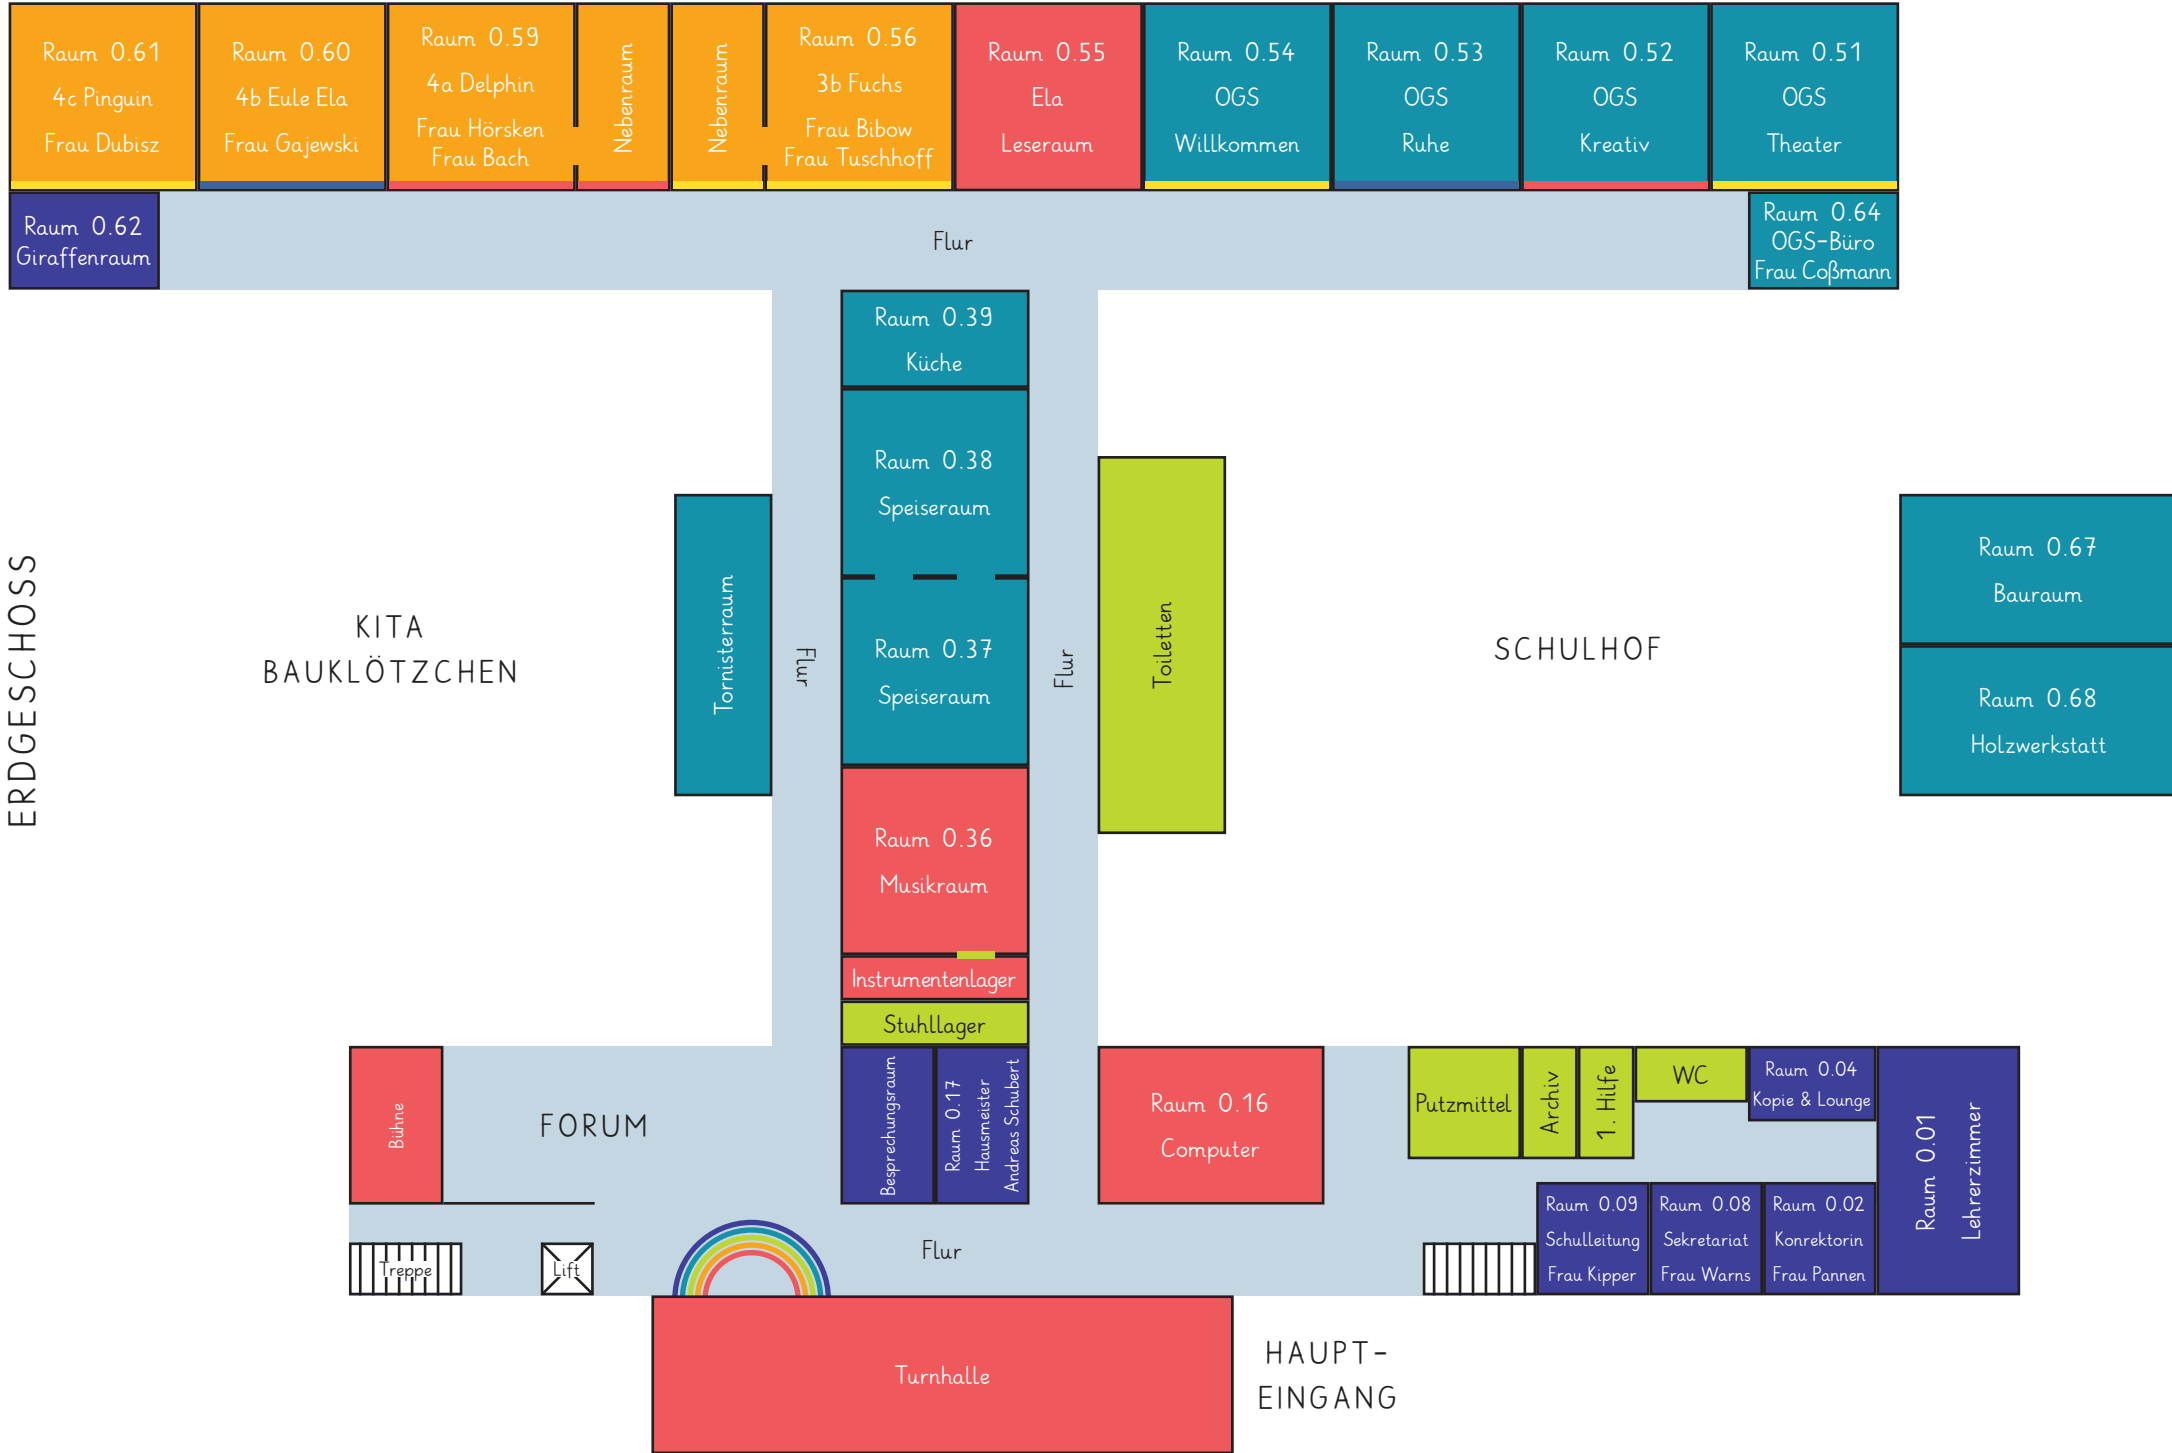 Raum 0.61
4c Pinguin
Frau Dubisz
Raum 0.60
4b Eule Ela
Frau Gajewski
Raum 0.59
4a Delphin
Frau Hörsken
Frau Bach
Nebenraum
Nebenraum
Raum 0.56
3b Fuchs
Frau Bibow
Frau Tuschhoff
Raum 0.55
Ela
Leseraum
Raum 0.54
OGS
Willkommen
Raum 0.53
OGS
Ruhe
Raum 0.52
OGS
Kreativ
Raum 0.51
OGS
Theater
Raum 0.62
Giraffenraum
Flur
Raum 0.64
OGS-Büro
Frau Coßmann
Raum 0.39
Küche
Raum 0.38
Speiseraum
ERDGESCHOSS
KITA
BAUKLÖTZCHEN
Tornisterraum
Flur
Raum 0.37
Speiseraum
Flur
Toiletten
SCHULHOF
Raum 0.67
Bauraum
Raum 0.68
Holzwerkstatt
Raum 0.36
Musikraum
Instrumentenlager
Stuhllager
Bühne
FORUM
Besprechungsraum
Raum 0.17
Hausmeister
Andreas Schubert
Raum 0.16
Computer
Putzmittel
Archiv
1. Hilfe
WC
Raum 0.04
Kopie & Lounge
Raum 0.01
Lehrerzimmer
Treppe
Lift
Flur
Raum 0.09
Schulleitung
Frau Kipper
Raum 0.08
Sekretariat
Frau Warns
Raum 0.02
Konrektorin
Frau Pannen
Turnhalle
HAUPT-
EINGANG